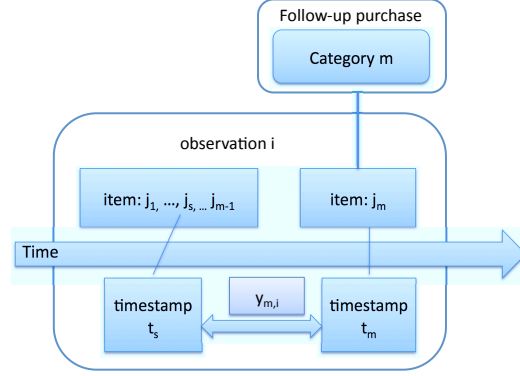 Follow-up purchase
Category m
observation i
item: j1, ..., js, ... jm-1
item: jm
Time
timestamp
ts
ym,i
timestamp
tm